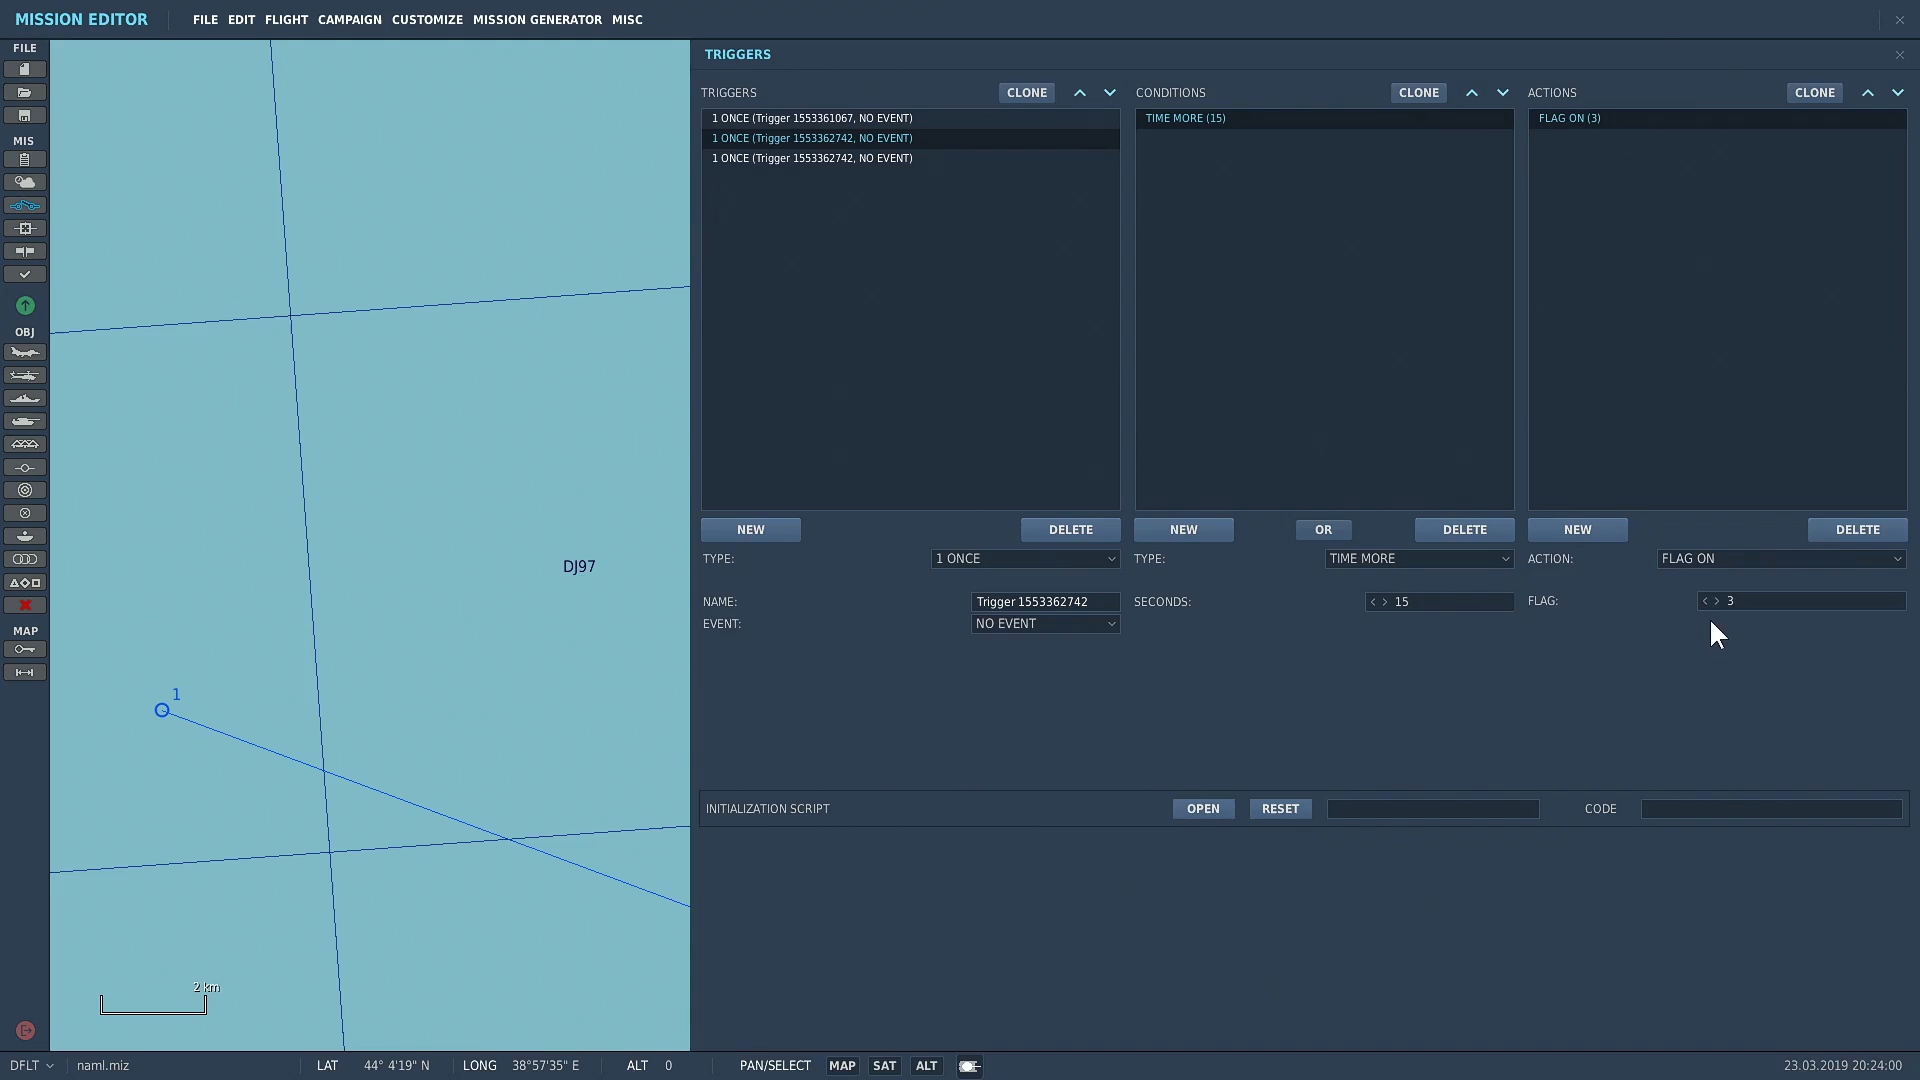 MISSION EDITOR FILE EDIT FLIGHT CAMPAIGN CUSTOMIZE MISSION GENERATOR MISC
FILE
MIS
OBJ
MAP
DJ97
1
2 km
TRIGGERS
TRIGGERS CLONE
1 ONCE (Trigger 1553361067, NO EVENT)
1 ONCE (Trigger 1553362742, NO EVENT)
1 ONCE (Trigger 1553362742, NO EVENT)
NEW DELETE
TYPE: 1 ONCE
NAME: Trigger 1553362742
EVENT: NO EVENT
CONDITIONS CLONE
TIME MORE (15)
NEW OR DELETE
TYPE: TIME MORE
SECONDS: < > 15
ACTIONS CLONE
FLAG ON (3)
NEW DELETE
ACTION: FLAG ON
FLAG: < > 3
INITIALIZATION SCRIPT OPEN RESET CODE
DFLT naml.miz LAT 44° 4'19" N LONG 38°57'35" E ALT 0 PAN/SELECT MAP SAT ALT 23.03.2019 20:24:00